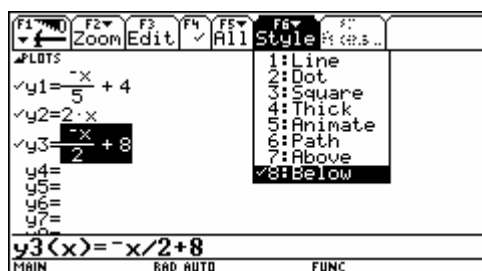 F1 F2 F3 F4 F5 F6
Zoom Edit ✓ All Style
PLOTS
✓y1=⁻x/5 + 4
✓y2=2·x
✓y3=⁻x/2 + 8
y4=
y5=
y6=
y7=
1:Line
2:Dot
3:Square
4:Thick
5:Animate
6:Path
7:Above
✓8:Below
y3(x)=⁻x/2+8
MAIN RAD AUTO FUNC